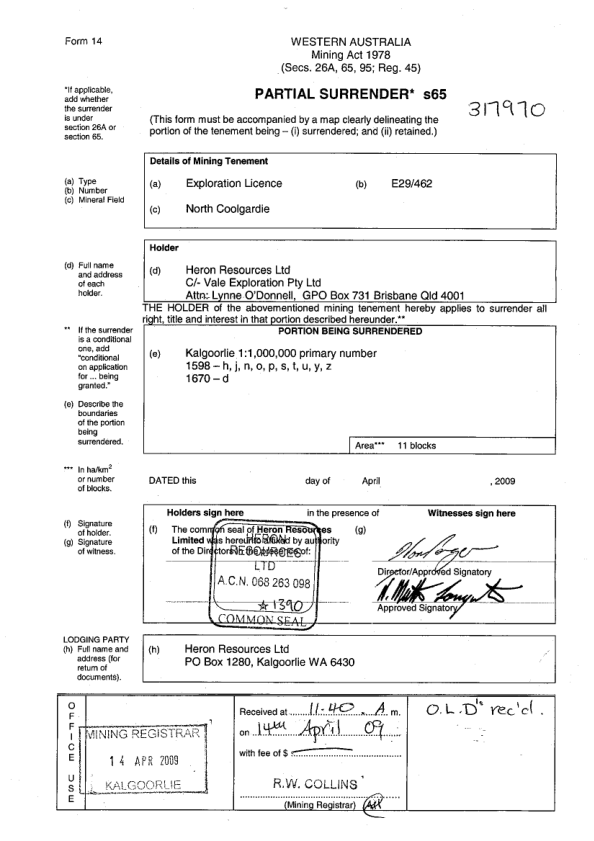 Form 14
WESTERN AUSTRALIA
Mining Act 1978
(Secs. 26A, 65, 95; Reg. 45)
*If applicable,
add whether
the surrender
is under
section 26A or
section 65.
PARTIAL SURRENDER* s65
317970
(This form must be accompanied by a map clearly delineating the
portion of the tenement being – (i) surrendered; and (ii) retained.)
Details of Mining Tenement
(a) Type
(b) Number
(c) Mineral Field
(a) Exploration Licence (b) E29/462
(c) North Coolgardie
Holder
(d) Full name
and address
of each
holder.
(d) Heron Resources Ltd
C/- Vale Exploration Pty Ltd
Attn: Lynne O'Donnell, GPO Box 731 Brisbane Qld 4001
THE HOLDER of the abovementioned mining tenement hereby applies to surrender all
right, title and interest in that portion described hereunder.**
** If the surrender
is a conditional
one, add
"conditional
on application
for ... being
granted."
PORTION BEING SURRENDERED
(e) Kalgoorlie 1:1,000,000 primary number
1598 – h, j, n, o, p, s, t, u, y, z
1670 – d
(e) Describe the
boundaries
of the portion
being
surrendered.
Area*** 11 blocks
*** In ha/km2
or number
of blocks.
DATED this day of April , 2009
Holders sign here in the presence of Witnesses sign here
(f) Signature
of holder.
(g) Signature
of witness.
(f) The common seal of Heron Resources
Limited was hereunto affixed by authority
of the Directors in the presence of:
(g)
HERON
RESOURCES
LTD
A.C.N. 068 263 098
☆ 1390
COMMON SEAL
Director/Approved Signatory
Approved Signatory
LODGING PARTY
(h) Full name and
address (for
return of
documents).
(h) Heron Resources Ltd
PO Box 1280, Kalgoorlie WA 6430
OFFICE USE
MINING REGISTRAR
14 APR 2009
KALGOORLIE
Received at 11.40 A m.
on 14th April 09
with fee of $
R.W. COLLINS
(Mining Registrar)
O.L.D's rec'd.